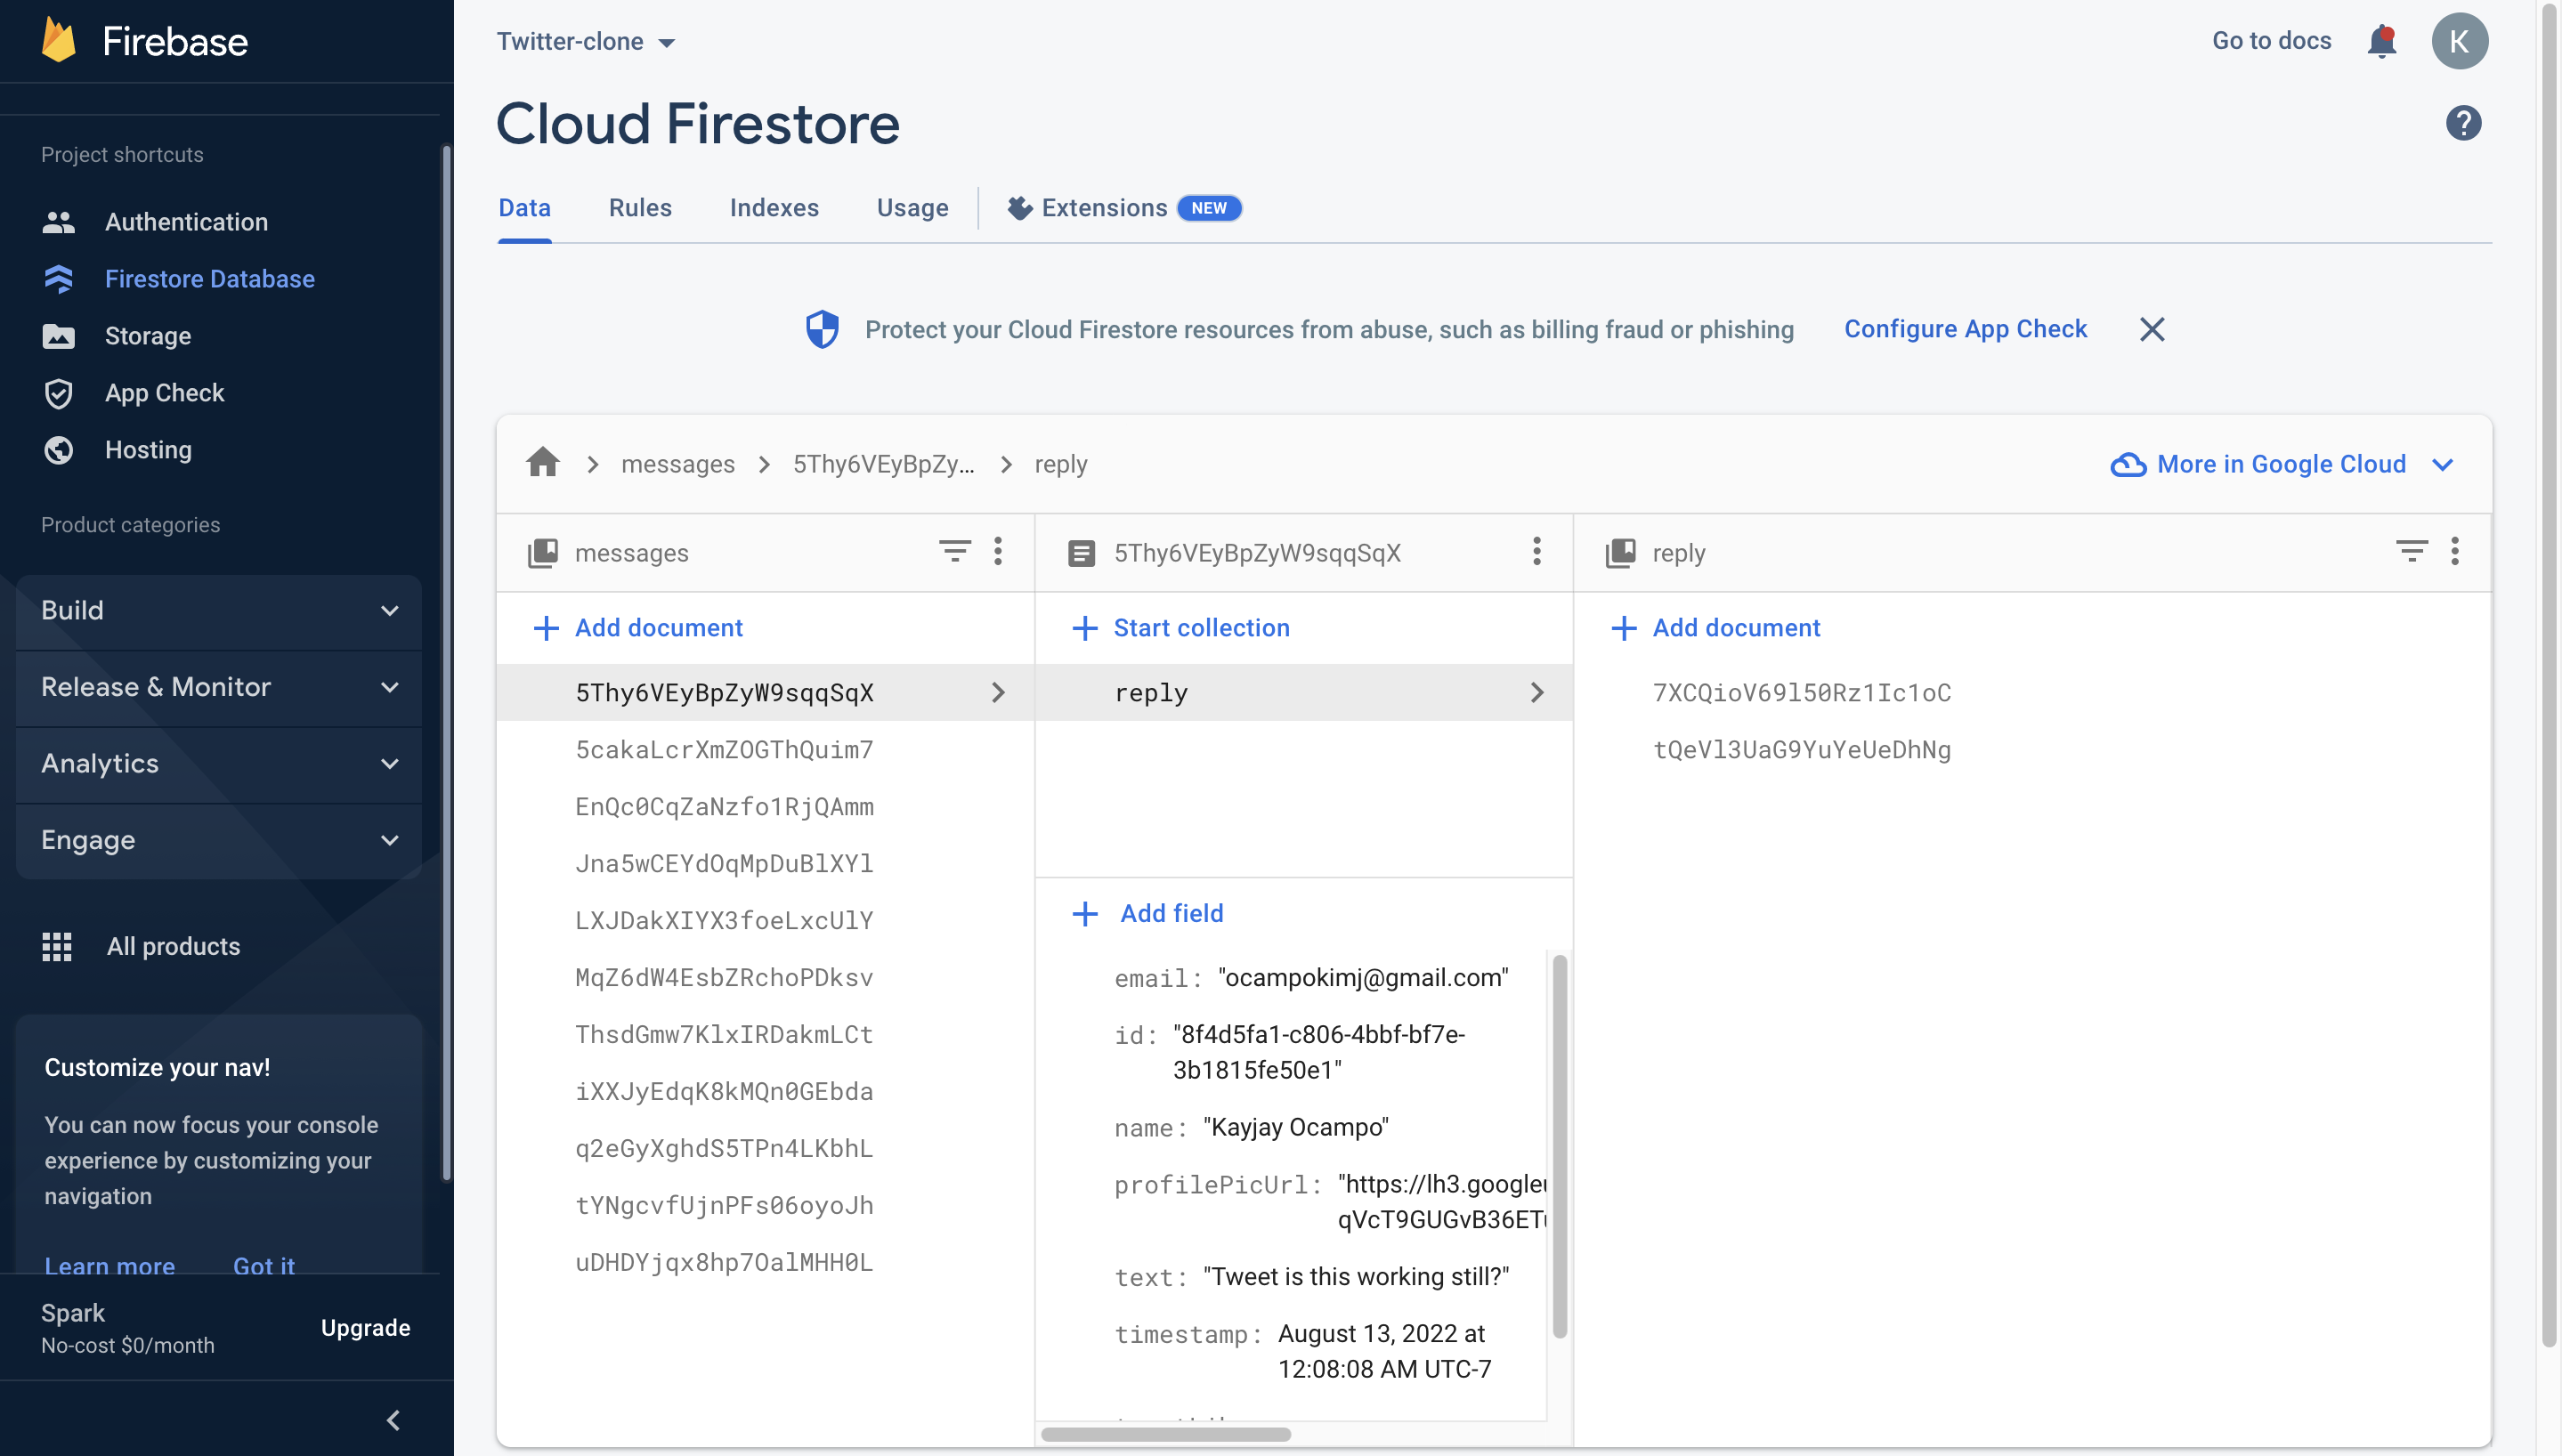 Firebase
Project shortcuts
Authentication
Firestore Database
Storage
App Check
Hosting
Product categories
Build
Release & Monitor
Analytics
Engage
All products
Customize your nav!
You can now focus your console
experience by customizing your
navigation
Learn more Got it
Spark
No-cost $0/month
Upgrade
Twitter-clone
Go to docs
K
Cloud Firestore
Data Rules Indexes Usage Extensions NEW
Protect your Cloud Firestore resources from abuse, such as billing fraud or phishing Configure App Check
messages 5Thy6VEyBpZy... reply
More in Google Cloud
messages
Add document
5Thy6VEyBpZyW9sqqSqX
5cakaLcrXmZOGThQuim7
EnQc0CqZaNzfo1RjQAmm
Jna5wCEYdOqMpDuBlXYl
LXJDakXIYX3foeLxcUlY
MqZ6dW4EsbZRchoPDksv
ThsdGmw7KlxIRDakmLCt
iXXJyEdqK8kMQn0GEbda
q2eGyXghdS5TPn4LKbhL
tYNgcvfUjnPFs06oyoJh
uDHDYjqx8hp7OalMHH0L
5Thy6VEyBpZyW9sqqSqX
Start collection
reply
Add field
email: "ocampokimj@gmail.com"
id: "8f4d5fa1-c806-4bbf-bf7e-
3b1815fe50e1"
name: "Kayjay Ocampo"
profilePicUrl: "https://lh3.google
qVcT9GUGvB36ET
text: "Tweet is this working still?"
timestamp: August 13, 2022 at
12:08:08 AM UTC-7
reply
Add document
7XCQioV69l50Rz1Ic1oC
tQeVl3UaG9YuYeUeDhNg